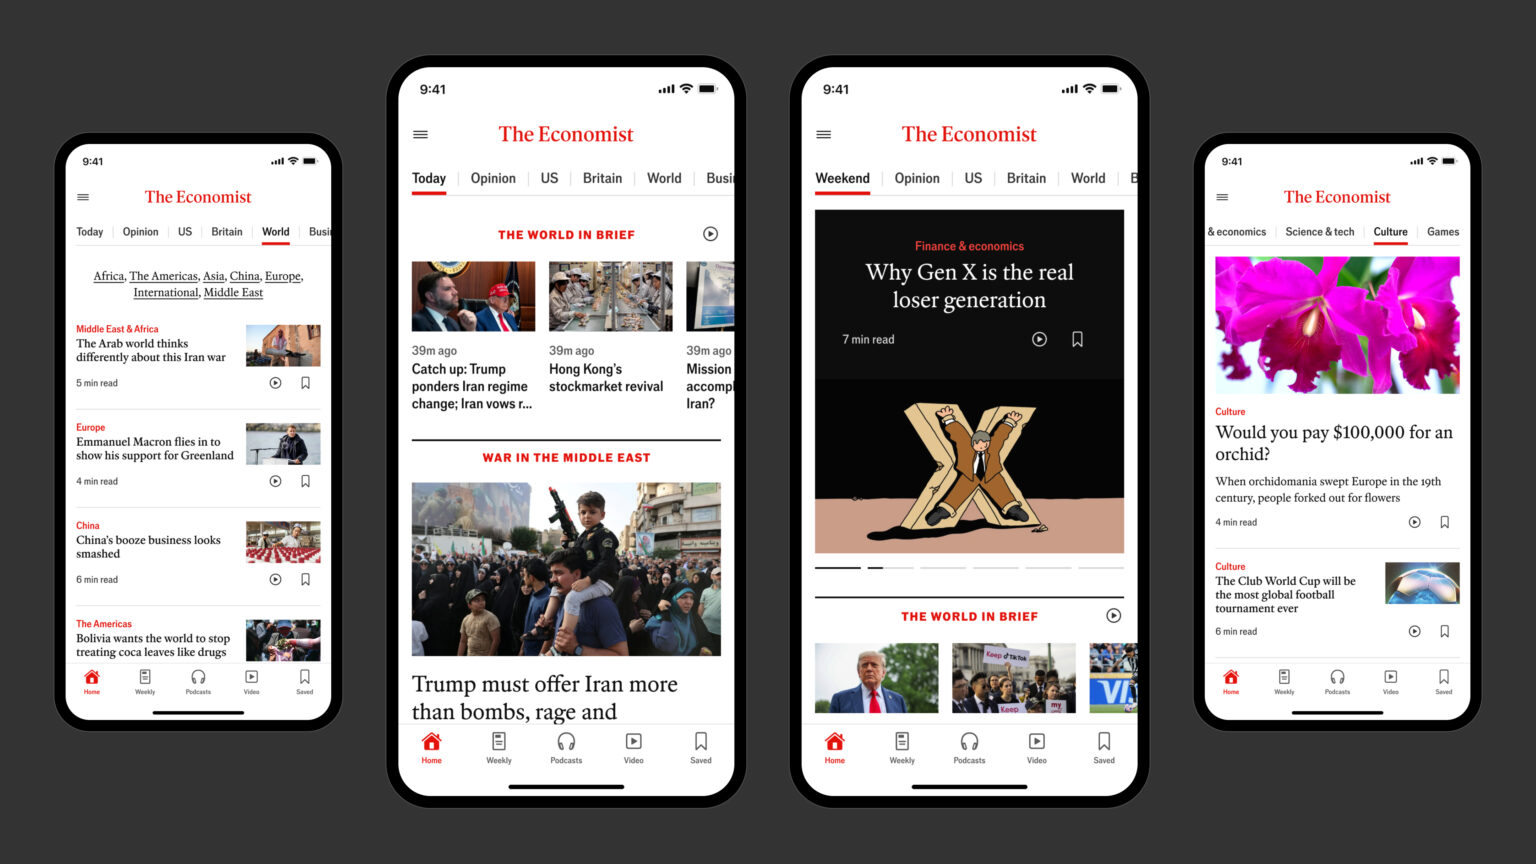 9:41
The Economist
Today
Opinion
US
Britain
World
Busi
Africa, The Americas, Asia, China, Europe,
International, Middle East
Middle East & Africa
The Arab world thinks
differently about this Iran war
5 min read
Europe
Emmanuel Macron flies in to
show his support for Greenland
4 min read
China
China's booze business looks
smashed
6 min read
The Americas
Bolivia wants the world to stop
treating coca leaves like drugs
Home
Weekly
Podcasts
Video
Saved
9:41
The Economist
Today
Opinion
US
Britain
World
Busi
THE WORLD IN BRIEF
39m ago
Catch up: Trump
ponders Iran regime
change; Iran vows r...
39m ago
Hong Kong's
stockmarket revival
39m ago
Mission
accompl
Iran?
WAR IN THE MIDDLE EAST
Trump must offer Iran more
than bombs, rage and
Home
Weekly
Podcasts
Video
Saved
9:41
The Economist
Weekend
Opinion
US
Britain
World
B
Finance & economics
Why Gen X is the real
loser generation
7 min read
THE WORLD IN BRIEF
Keep TikTok
Keep
my
VI
Home
Weekly
Podcasts
Video
Saved
9:41
The Economist
& economics
Science & tech
Culture
Games
Culture
Would you pay $100,000 for an
orchid?
When orchidomania swept Europe in the 19th
century, people forked out for flowers
4 min read
Culture
The Club World Cup will be
the most global football
tournament ever
6 min read
Home
Weekly
Podcasts
Video
Saved